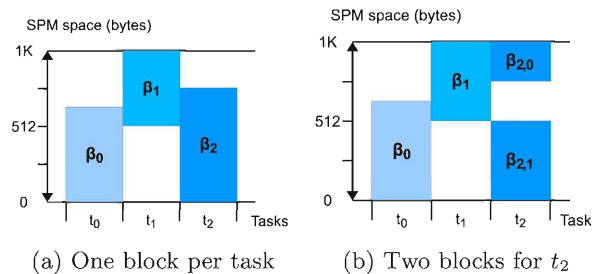 SPM space (bytes)
1K
β1
512
β0
β2
0
t0 t1 t2 Tasks
(a) One block per task
SPM space (bytes)
1K
β2,0
β1
512
β0
β2,1
0
t0 t1 t2 Task
(b) Two blocks for t2